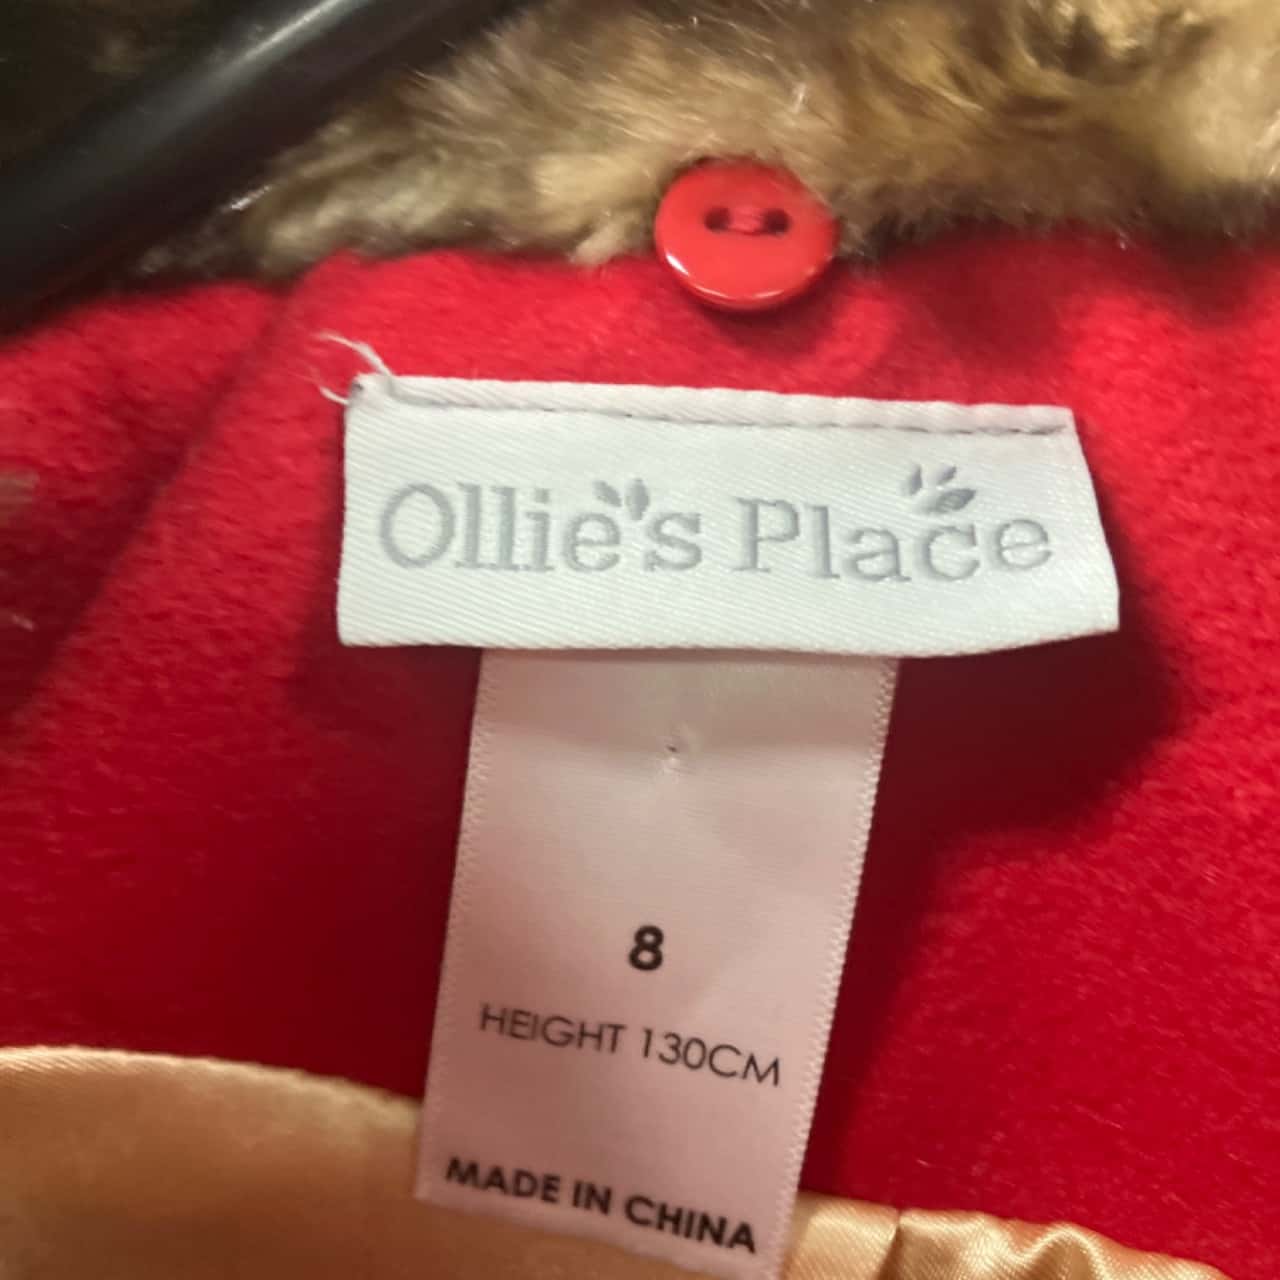 Ollie's Place
8
HEIGHT 130CM
MADE IN CHINA